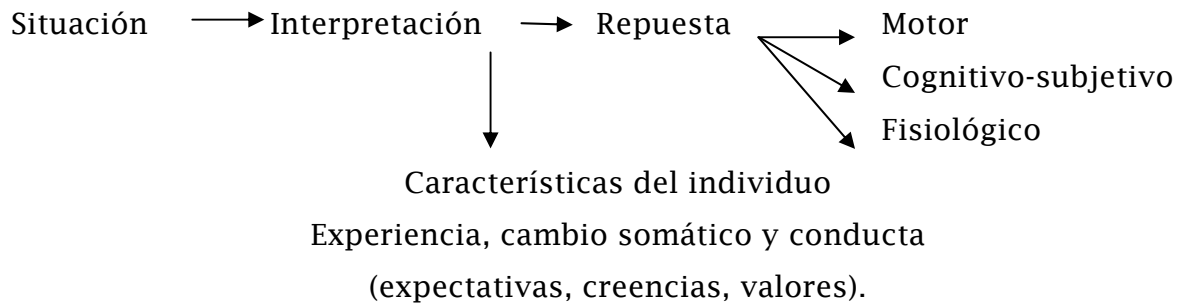 Situación Interpretación Repuesta Motor
Cognitivo-subjetivo
Fisiológico
Características del individuo
Experiencia, cambio somático y conducta
(expectativas, creencias, valores).